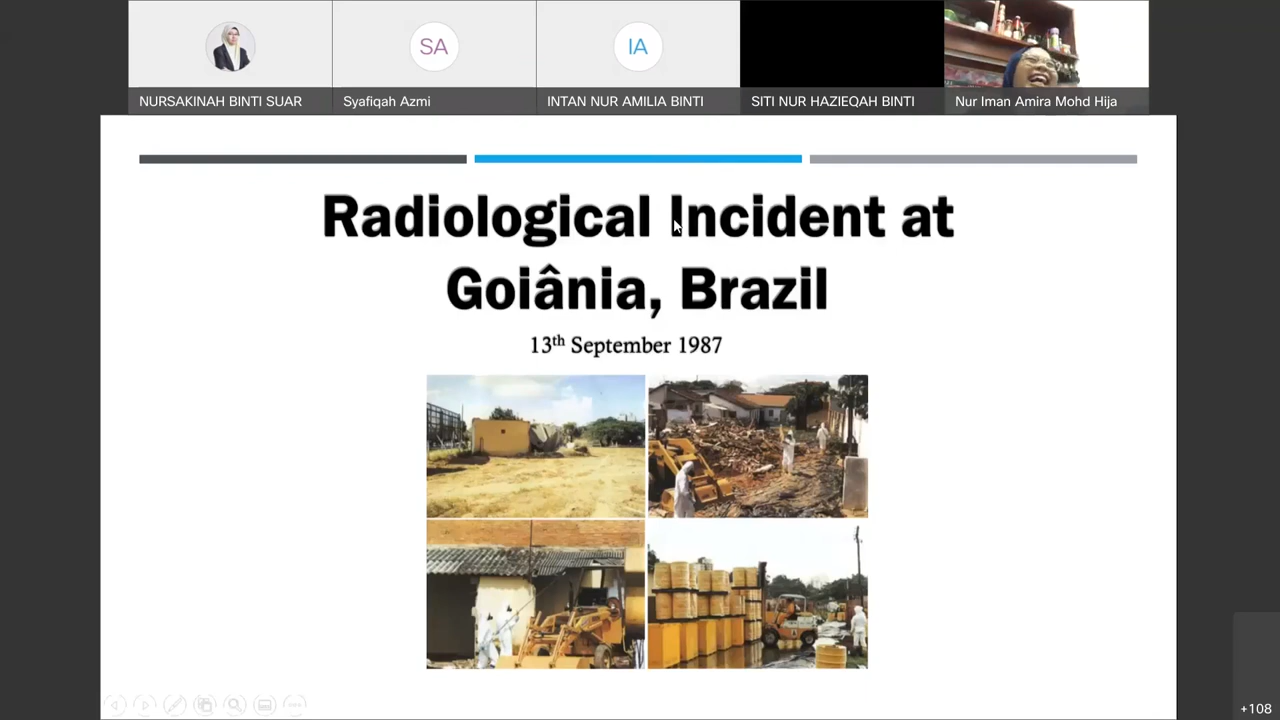 SA
IA
NURSAKINAH BINTI SUAR
Syafiqah Azmi
INTAN NUR AMILIA BINTI
SITI NUR HAZIEQAH BINTI
Nur Iman Amira Mohd Hija
Radiological Incident at
Goiânia, Brazil
13th September 1987
+108